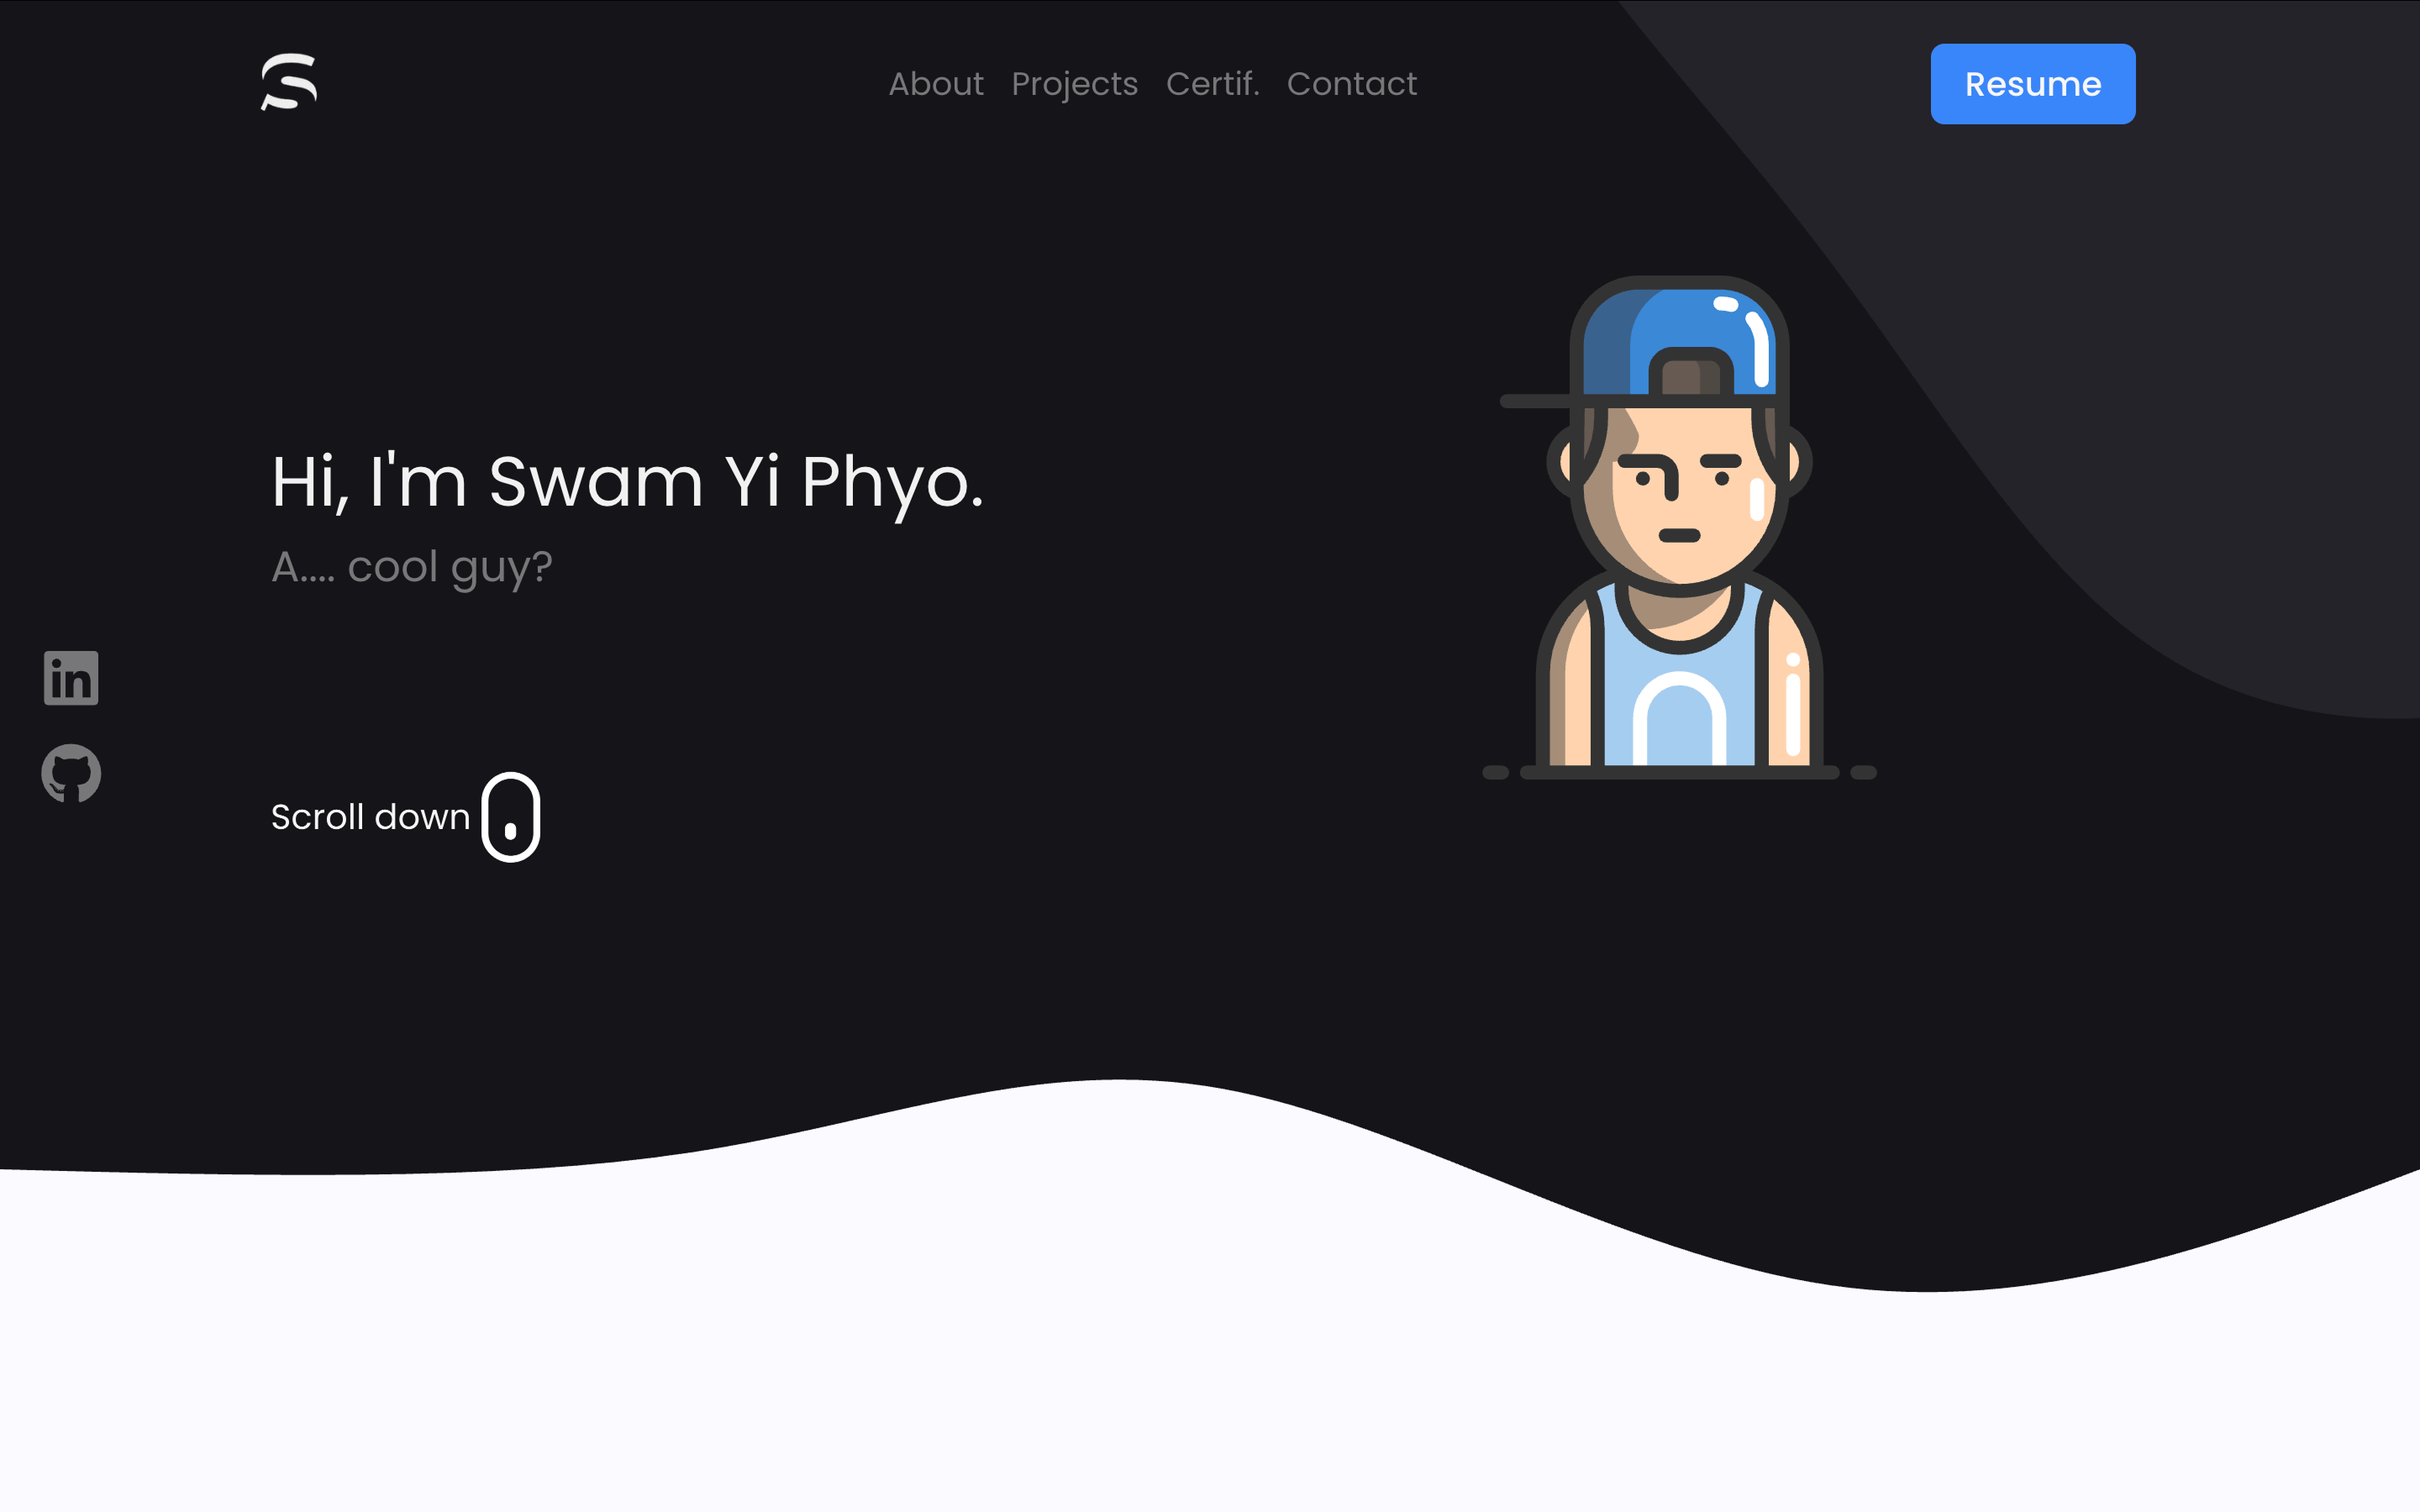 S
About Projects Certif. Contact
Resume
Hi, I'm Swam Yi Phyo.
A.... cool guy?
in
Scroll down